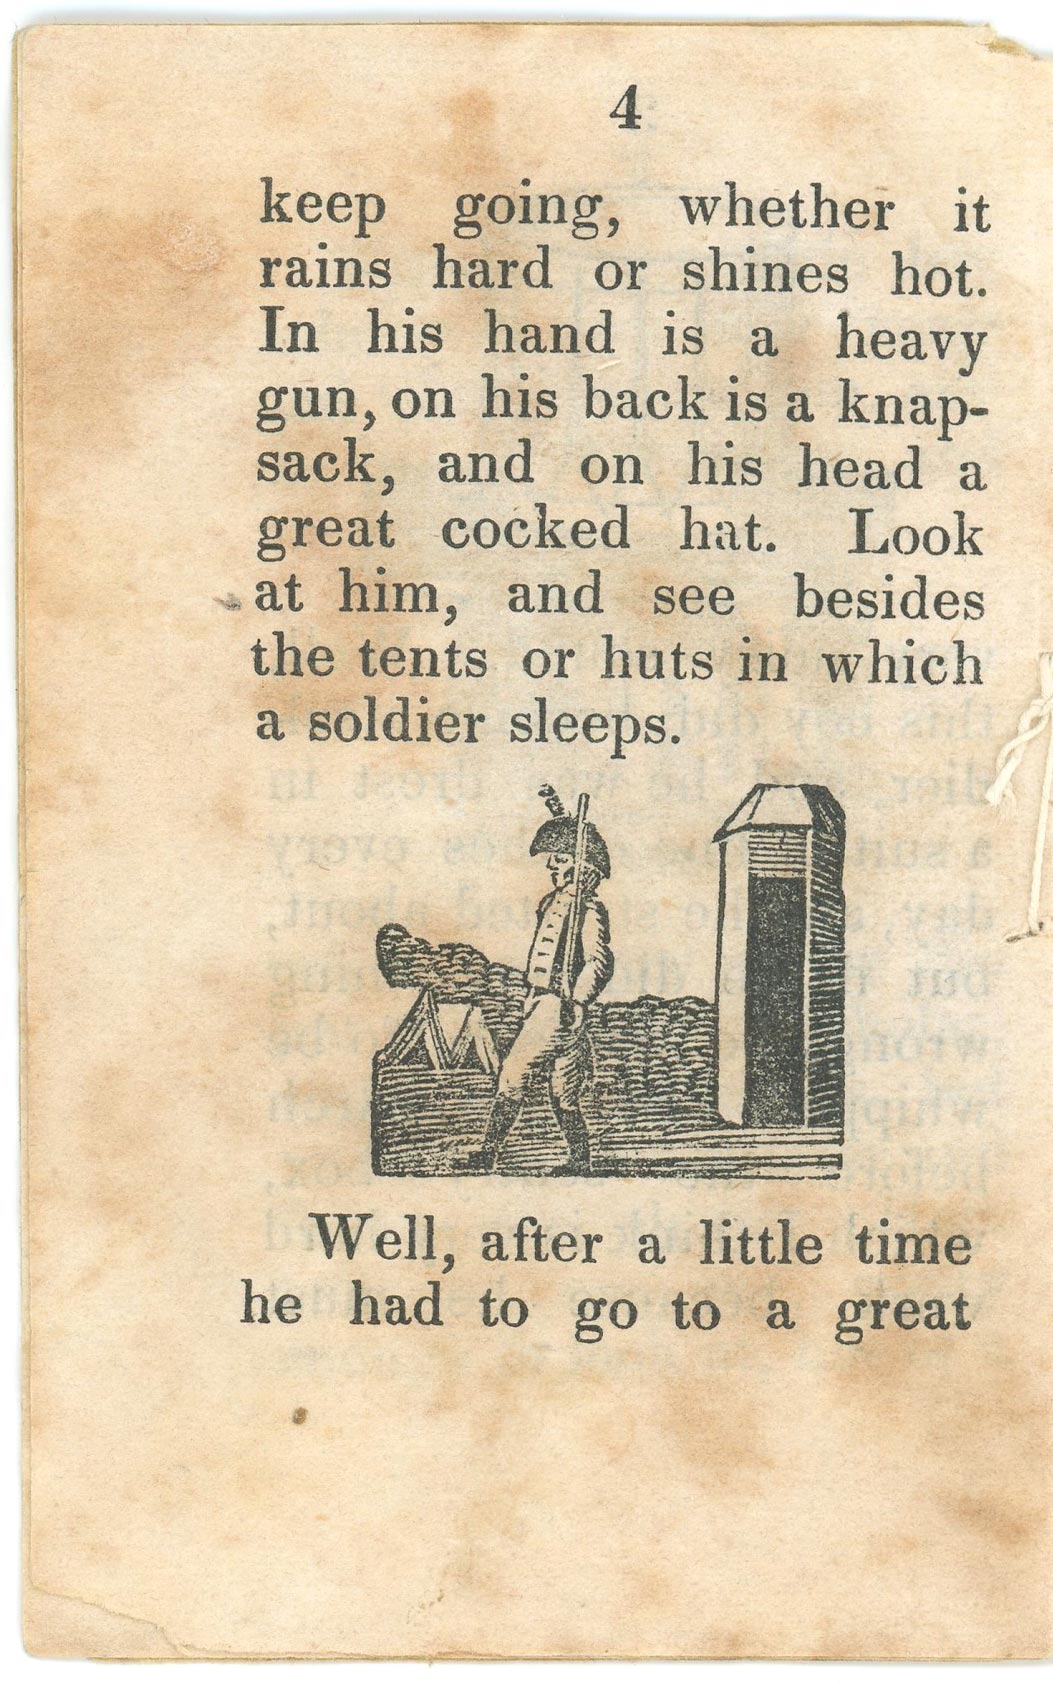 4
keep going, whether it
rains hard or shines hot.
In his hand is a heavy
gun, on his back is a knap-
sack, and on his head a
great cocked hat. Look
at him, and see besides
the tents or huts in which
a soldier sleeps.
Well, after a little time
he had to go to a great